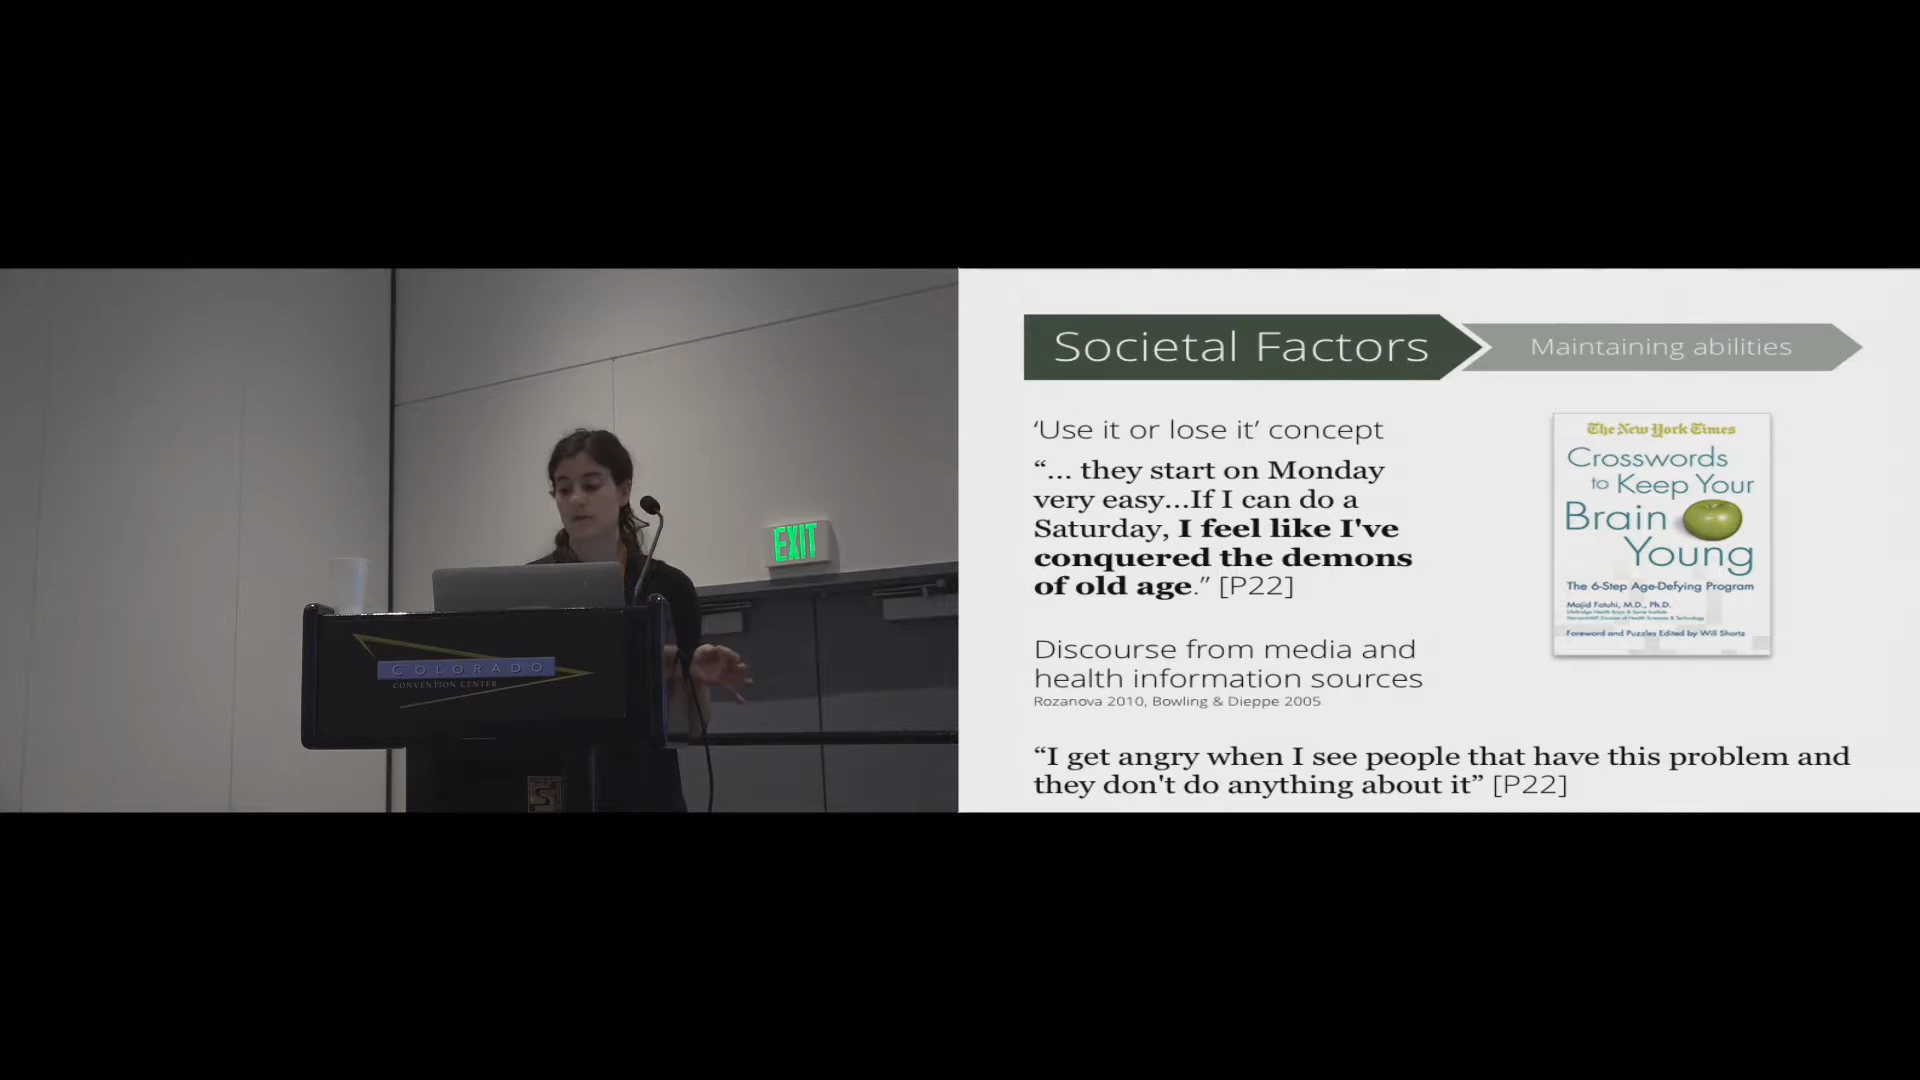 EXIT
COLORADO
CONVENTION CENTER
Societal Factors
Maintaining abilities
‘Use it or lose it’ concept
“... they start on Monday
very easy...If I can do a
Saturday, I feel like I've
conquered the demons
of old age.” [P22]
The New York Times
Crosswords
to Keep Your
Brain
Young
The 6-Step Age-Defying Program
Majid Fotuhi, M.D., Ph.D.
Foreword and Puzzles Edited by Will Shortz
Discourse from media and
health information sources
Rozanova 2010, Bowling & Dieppe 2005
“I get angry when I see people that have this problem and
they don't do anything about it” [P22]